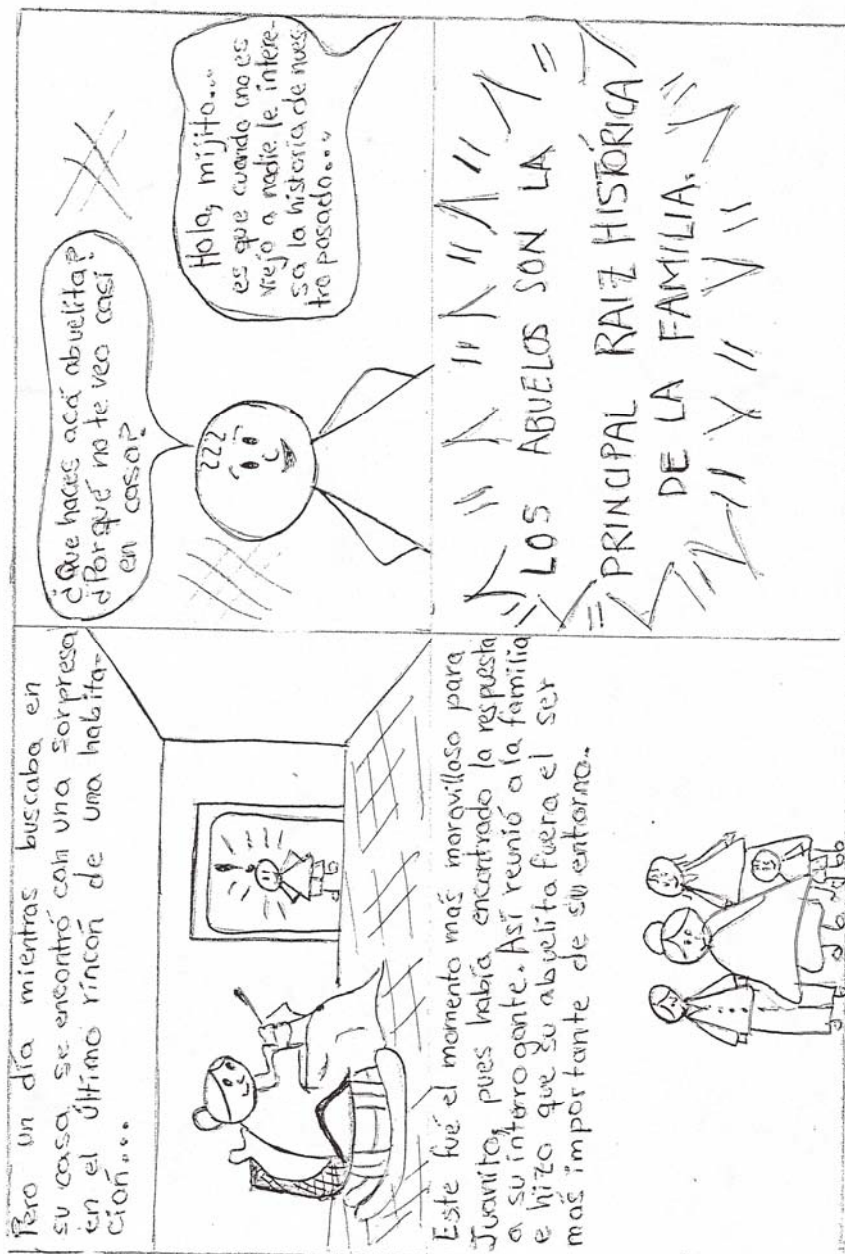 Pero un día mientras buscaba en
su casa, se encontró con una sorpresa
en el último rincón de una habita-
ción...
¿Que haces acá abuelita?
¿Porqué no te veo casi
en casa?
Hola, mijito...
es que cuando uno es
viejo a nadie le intere-
sa la historia de nues
tro pasado...
Este fué el momento más maravilloso para
Juanito, pues había encontrado la respuesta
a su interrogante. Así reunió a la familia
e hizo que su abuelita fuera el ser
más importante de su entorno.
LOS ABUELOS SON LA
PRINCIPAL RAIZ HISTÓRICA
DE LA FAMILIA.